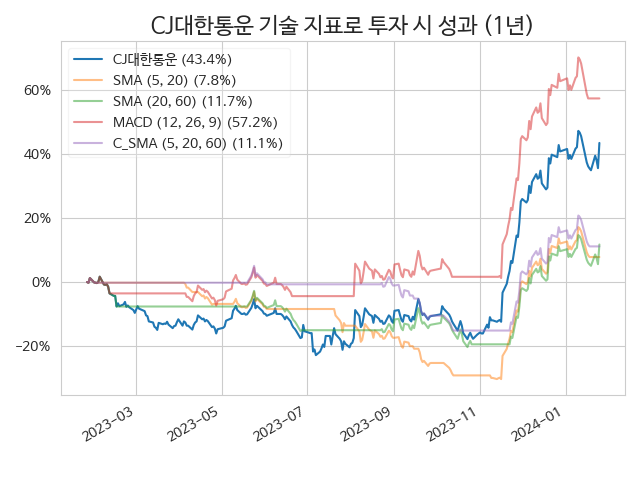 CJ대한통운 기술 지표로 투자 시 성과 (1년)
CJ대한통운 (43.4%)
SMA (5, 20) (7.8%)
SMA (20, 60) (11.7%)
MACD (12, 26, 9) (57.2%)
C_SMA (5, 20, 60) (11.1%)
60%
40%
20%
0%
−20%
2023−03
2023−05
2023−07
2023−09
2023−11
2024−01